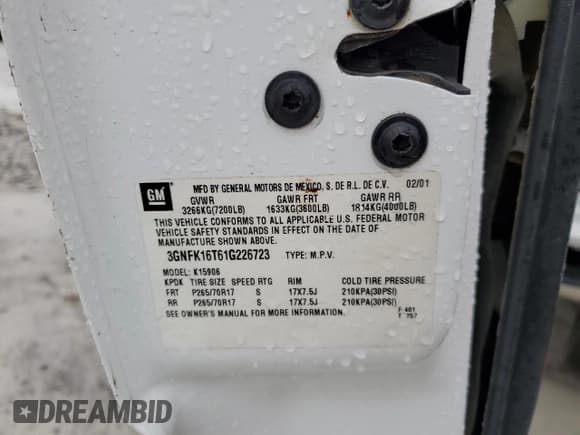 GM
MFD BY GENERAL MOTORS DE MEXICO, S. DE R.L. DE C.V. 02/01
GVWR GAWR FRT GAWR RR
3266KG(7200LB) 1633KG(3600LB) 1814KG(4000LB)
THIS VEHICLE CONFORMS TO ALL APPLICABLE U.S. FEDERAL MOTOR
VEHICLE SAFETY STANDARDS IN EFFECT ON THE DATE OF
MANUFACTURE SHOWN ABOVE.
3GNFK16T61G226723 TYPE: M.P.V.
MODEL: K15906
KPDK TIRE SIZE SPEED RTG RIM COLD TIRE PRESSURE
FRT P265/70R17 S 17X7.5J 210KPA(30PSI)
RR P265/70R17 S 17X7.5J 210KPA(30PSI)
SEE OWNER'S MANUAL FOR MORE INFORMATION.
F 401
T 757
DREAMBID